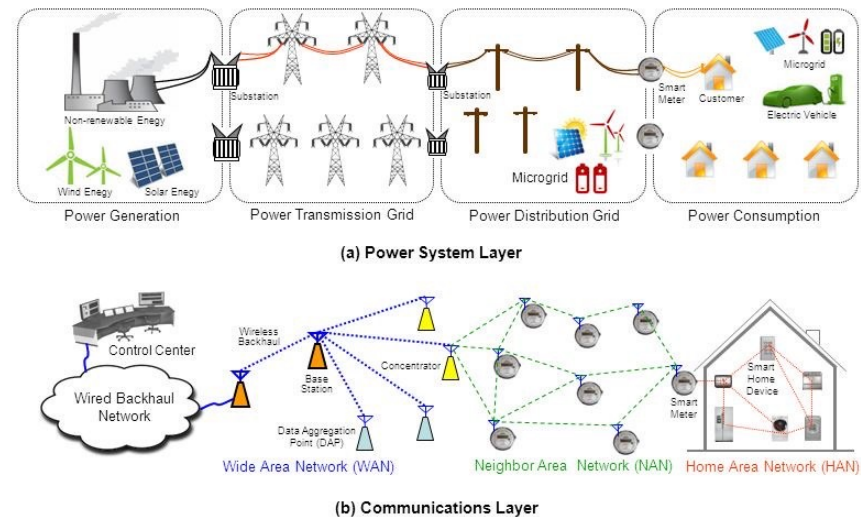 Non-renewable Enegy
Substation
Substation
Smart
Meter
Customer
Microgrid
Electric Vehicle
Wind Enegy
Solar Enegy
Microgrid
Power Generation
Power Transmission Grid
Power Distribution Grid
Power Consumption
(a) Power System Layer
Control Center
Wireless
Backhaul
Wired Backhaul
Network
Base
Station
Concentrator
Data Aggregation
Point (DAP)
Smart
Meter
Smart
Home
Device
Wide Area Network (WAN)
Neighbor Area Network (NAN)
Home Area Network (HAN)
(b) Communications Layer